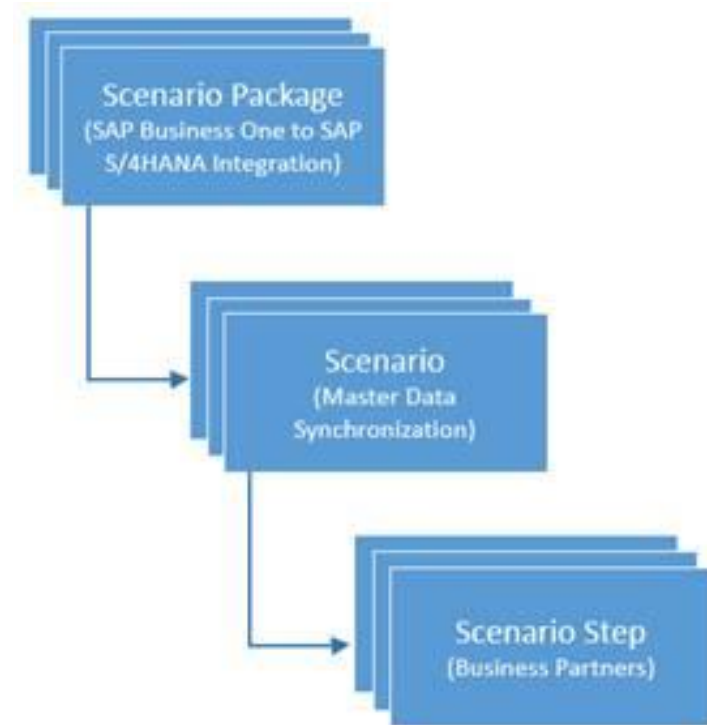 Scenario Package
(SAP Business One to SAP
S/4HANA Integration)
Scenario
(Master Data
Synchronization)
Scenario Step
(Business Partners)